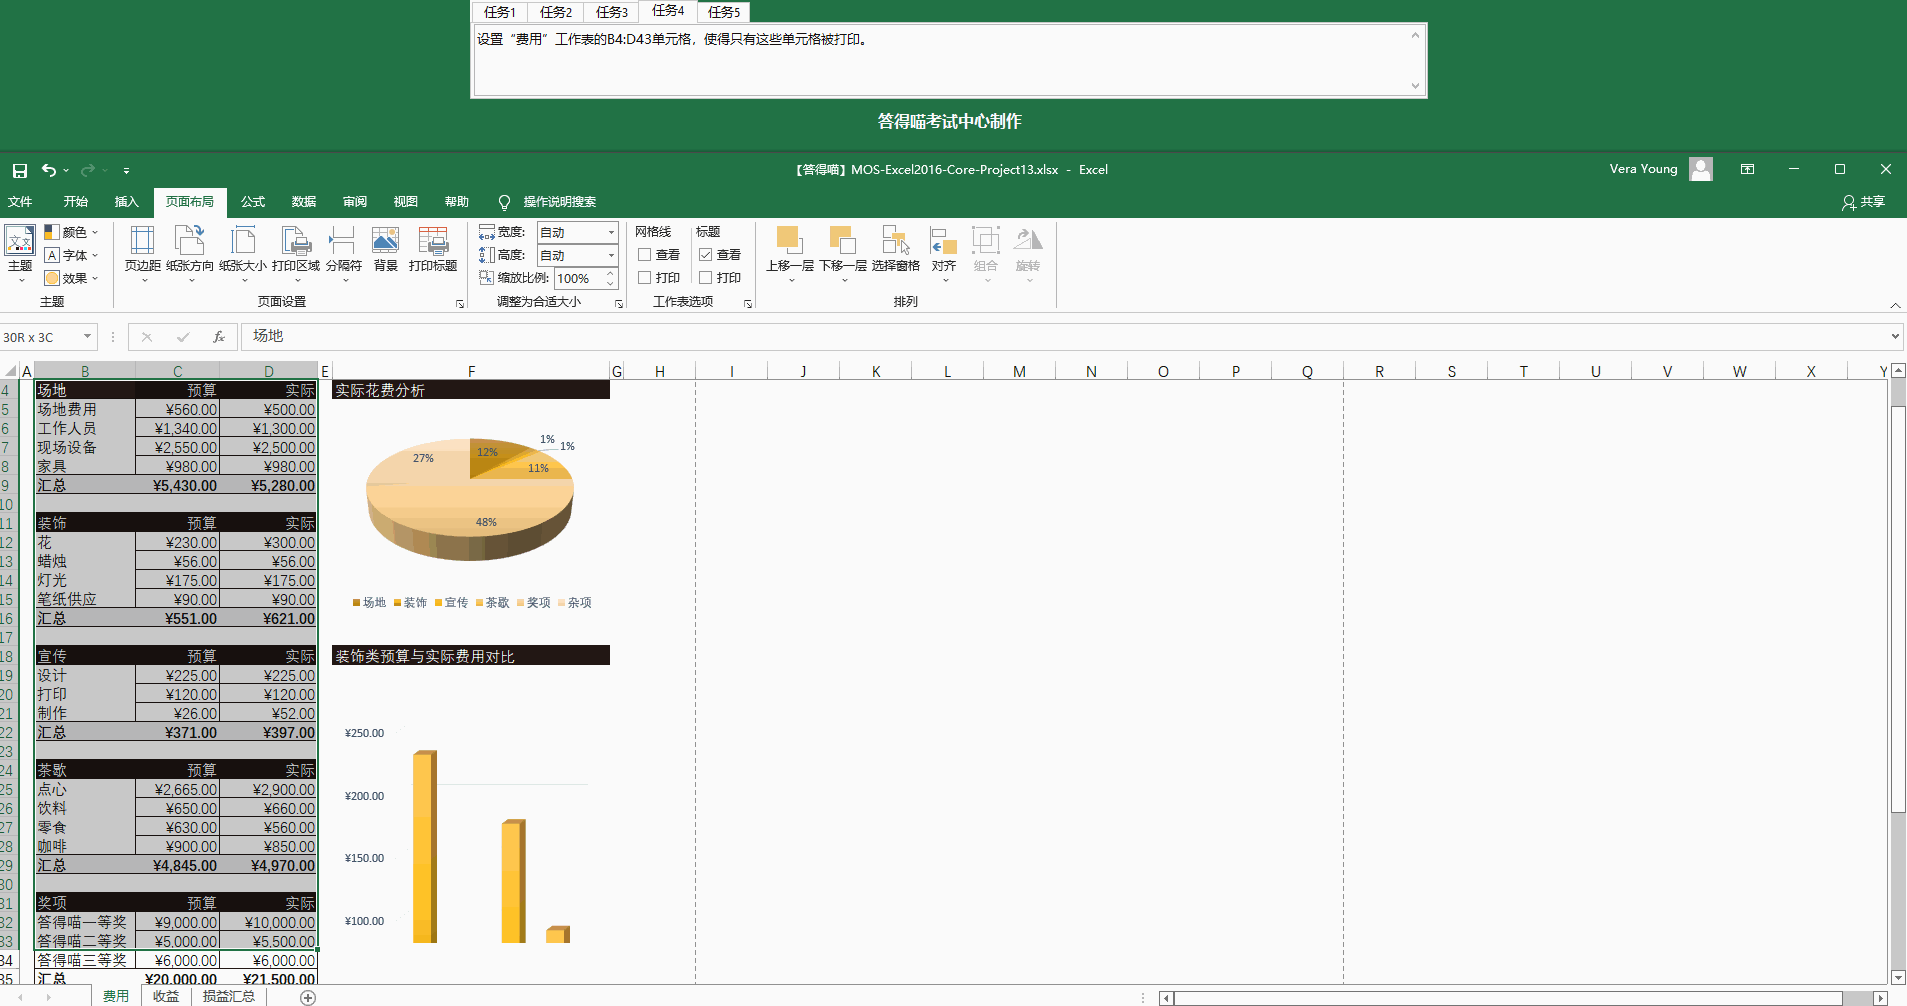 任务1 任务2 任务3 任务4 任务5
设置“费用”工作表的B4:D43单元格，使得只有这些单元格被打印。
答得喵考试中心制作
【答得喵】MOS-Excel2016-Core-Project13.xlsx - Excel
Vera Young
文件 开始 插入 页面布局 公式 数据 审阅 视图 帮助 操作说明搜索 共享
颜色 宽度: 自动 网格线 标题
主题 字体 页边距 纸张方向 纸张大小 打印区域 分隔符 背景 打印标题 高度: 自动 查看 查看 上移一层 下移一层 选择窗格 对齐 组合 旋转
效果 缩放比例: 100% 打印 打印
主题 页面设置 调整为合适大小 工作表选项 排列
30R x 3C fx 场地
A B C D E F G H I J K L M N O P Q R S T U V W X Y
4 场地 预算 实际 实际花费分析
5 场地费用 ¥560.00 ¥500.00
6 工作人员 ¥1,340.00 ¥1,300.00
7 现场设备 ¥2,550.00 ¥2,500.00
8 家具 ¥980.00 ¥980.00
9 汇总 ¥5,430.00 ¥5,280.00
10
11 装饰 预算 实际
12 花 ¥230.00 ¥300.00
13 蜡烛 ¥56.00 ¥56.00
14 灯光 ¥175.00 ¥175.00
15 笔纸供应 ¥90.00 ¥90.00
16 汇总 ¥551.00 ¥621.00
17
18 宣传 预算 实际 装饰类预算与实际费用对比
19 设计 ¥225.00 ¥225.00
20 打印 ¥120.00 ¥120.00
21 制作 ¥26.00 ¥52.00
22 汇总 ¥371.00 ¥397.00
23
24 茶歇 预算 实际
25 点心 ¥2,665.00 ¥2,900.00
26 饮料 ¥650.00 ¥660.00
27 零食 ¥630.00 ¥560.00
28 咖啡 ¥900.00 ¥850.00
29 汇总 ¥4,845.00 ¥4,970.00
30
31 奖项 预算 实际
32 答得喵一等奖 ¥9,000.00 ¥10,000.00
33 答得喵二等奖 ¥5,000.00 ¥5,500.00
34 答得喵三等奖 ¥6,000.00 ¥6,000.00
35 汇总 ¥20,000.00 ¥21,500.00
1% 1%
12%
27%
11%
48%
场地 装饰 宣传 茶歇 奖项 杂项
¥250.00
¥200.00
¥150.00
¥100.00
费用 收益 损益汇总